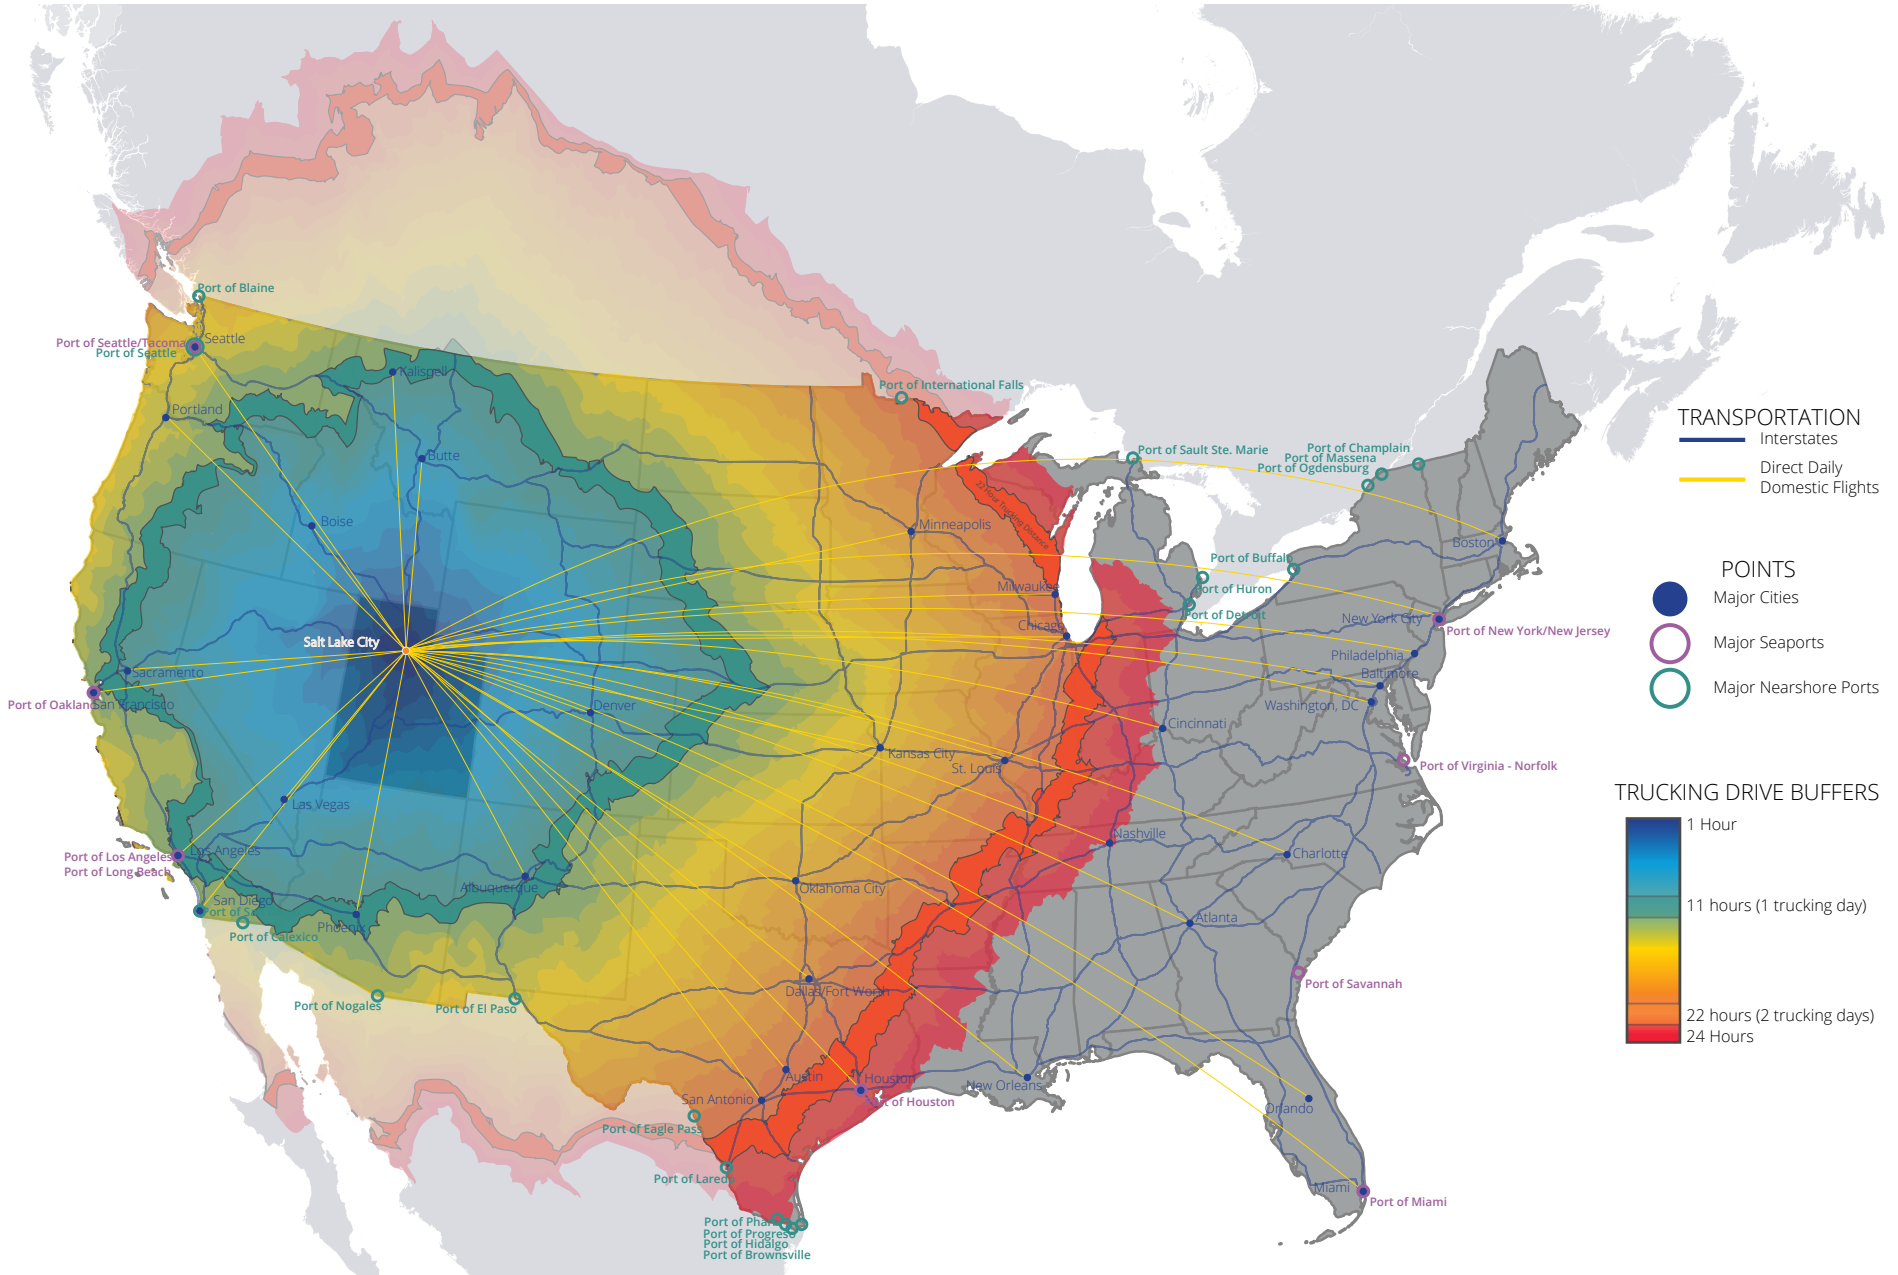 Port of Blaine
Seattle
Port of Seattle/Tacoma
Port of Seattle
Kalispell
Port of International Falls
Portland
Butte
Port of Sault Ste. Marie
Port of Champlain
Port of Massena
Port of Ogdensburg
22 Hour Trucking Distance
Boise
Minneapolis
Boston
Port of Buffalo
Port of Huron
Port of Detroit
Milwaukee
Chicago
New York City
Port of New York/New Jersey
Salt Lake City
Philadelphia
Baltimore
Washington, DC
Sacramento
Port of Oakland
San Francisco
Denver
Cincinnati
Kansas City
St. Louis
Port of Virginia - Norfolk
Las Vegas
Nashville
Charlotte
Los Angeles
Port of Los Angeles
Port of Long Beach
Albuquerque
Oklahoma City
San Diego
Port of S
Port of Calexico
Phoenix
Atlanta
Port of Savannah
Port of Nogales
Port of El Paso
Dallas/Fort Worth
Austin
Houston
Port of Houston
New Orleans
San Antonio
Orlando
Port of Eagle Pass
Port of Laredo
Miami
Port of Miami
Port of Phar
Port of Progreso
Port of Hidalgo
Port of Brownsville
TRANSPORTATION
Interstates
Direct Daily
Domestic Flights
POINTS
Major Cities
Major Seaports
Major Nearshore Ports
TRUCKING DRIVE BUFFERS
1 Hour
11 hours (1 trucking day)
22 hours (2 trucking days)
24 Hours